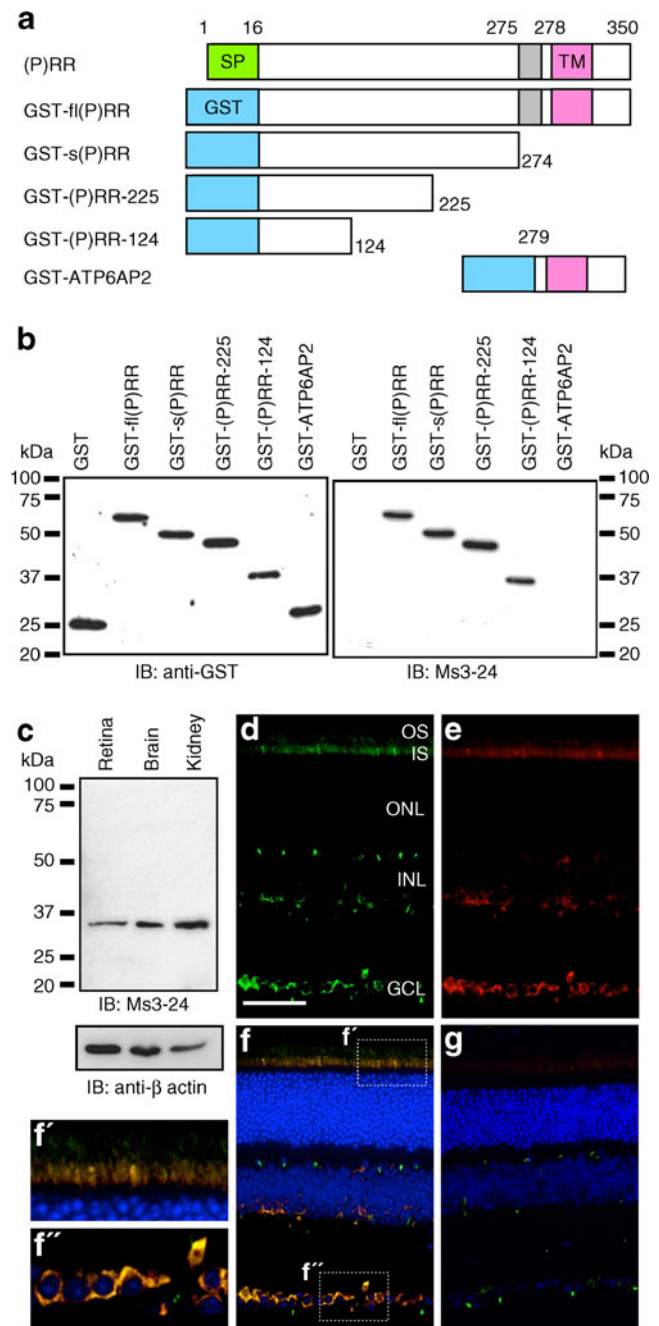 a
1 16 275 278 350
(P)RR SP TM
GST-fl(P)RR GST
GST-s(P)RR
274
GST-(P)RR-225
225
GST-(P)RR-124
124 279
GST-ATP6AP2
b
kDa GST GST-fl(P)RR GST-s(P)RR GST-(P)RR-225 GST-(P)RR-124 GST-ATP6AP2 GST GST-fl(P)RR GST-s(P)RR GST-(P)RR-225 GST-(P)RR-124 GST-ATP6AP2 kDa
100 100
75 75
50 50
37 37
25 25
20 20
IB: anti-GST IB: Ms3-24
c
Retina Brain Kidney
kDa
100
75
50
37
25
20
IB: Ms3-24
IB: anti-β actin
d
OS
IS
ONL
INL
GCL
e
f
f′
f″
g
f′
f″